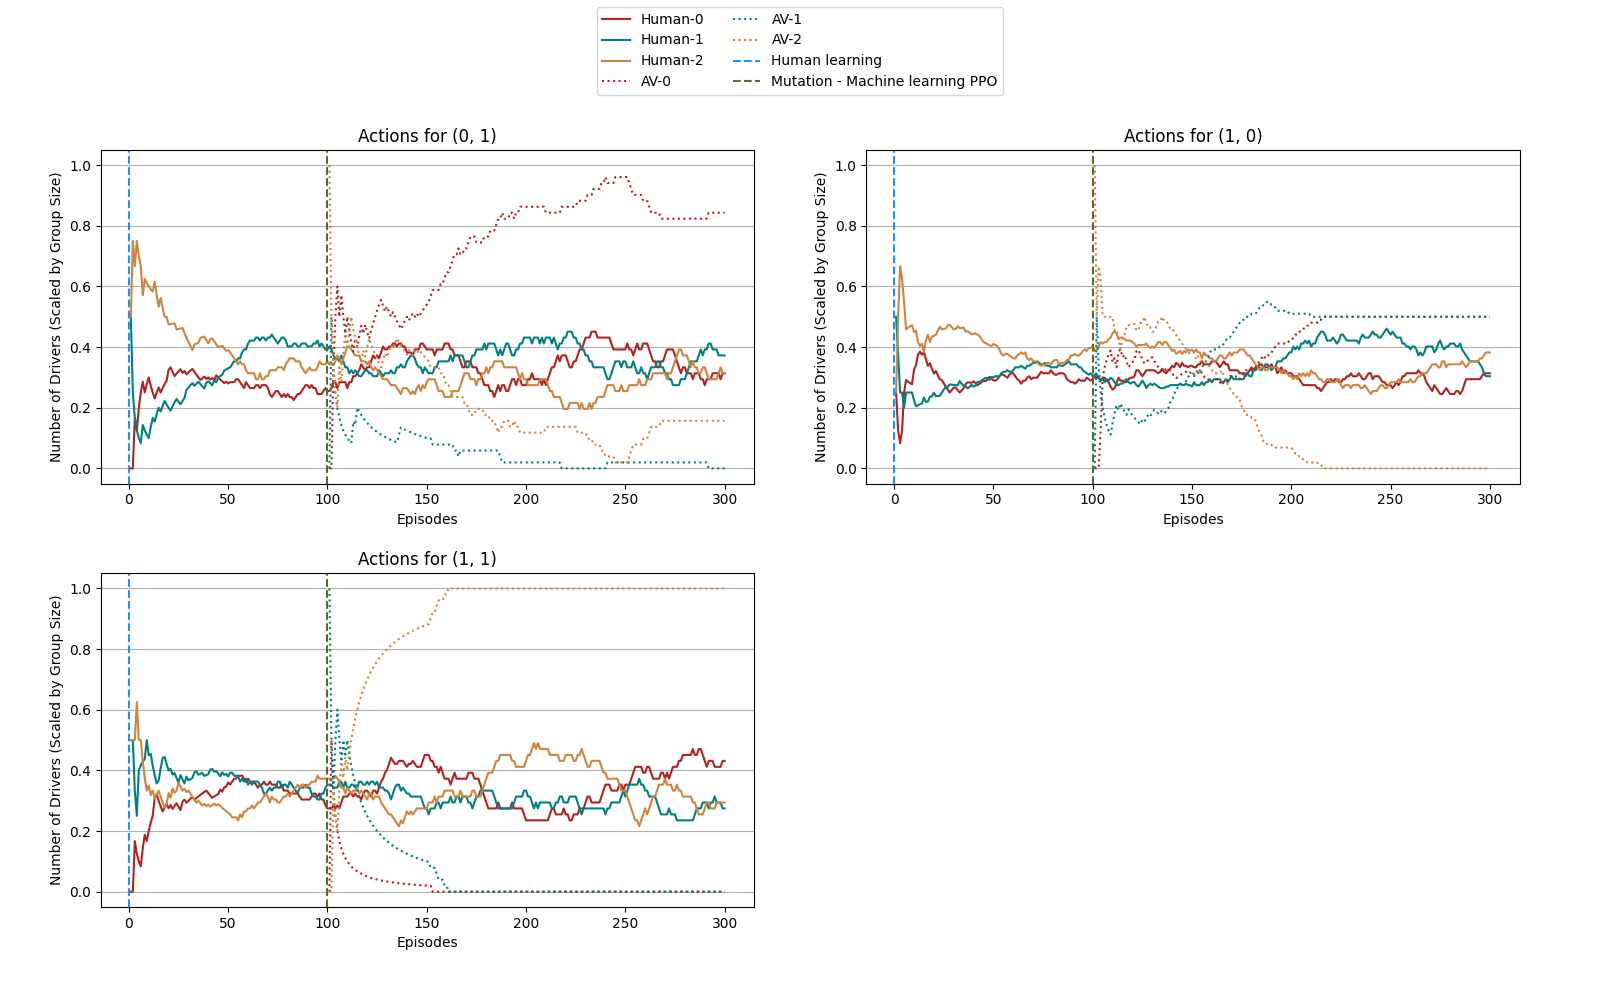 Human-0
Human-1
Human-2
AV-0
AV-1
AV-2
Human learning
Mutation - Machine learning PPO
Actions for (0, 1)
Number of Drivers (Scaled by Group Size)
1.0
0.8
0.6
0.4
0.2
0.0
0
50
100
150
200
250
300
Episodes
Actions for (1, 0)
Number of Drivers (Scaled by Group Size)
1.0
0.8
0.6
0.4
0.2
0.0
0
50
100
150
200
250
300
Episodes
Actions for (1, 1)
Number of Drivers (Scaled by Group Size)
1.0
0.8
0.6
0.4
0.2
0.0
0
50
100
150
200
250
300
Episodes